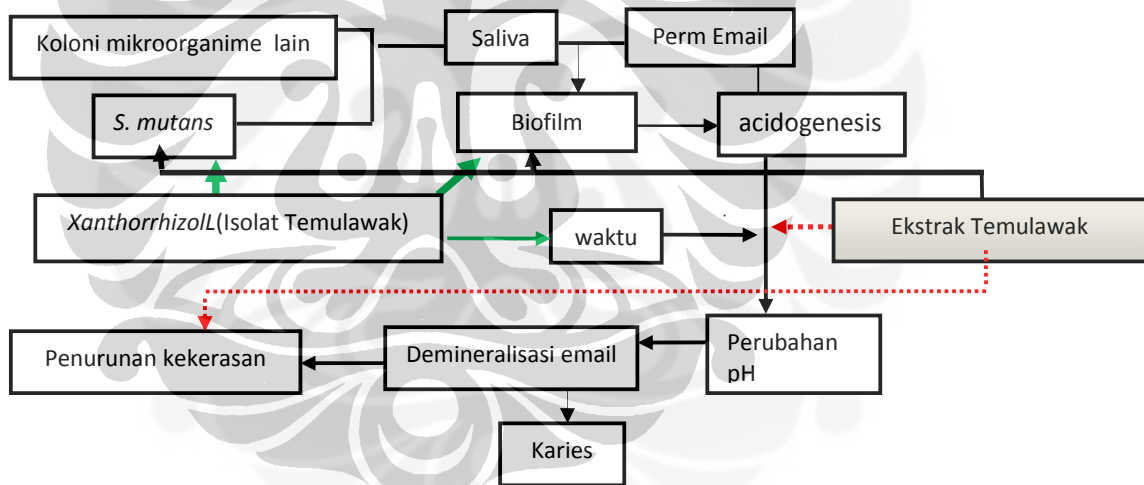 Koloni mikroorganime lain
Saliva
Perm Email
S. mutans
Biofilm
acidogenesis
XanthorrhizolL(Isolat Temulawak)
waktu
Ekstrak Temulawak
Penurunan kekerasan
Demineralisasi email
Perubahan
pH
Karies